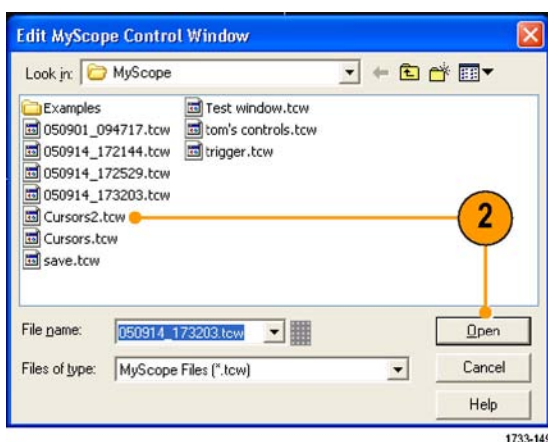 Edit MyScope Control Window
Look in: MyScope
Examples
050901_094717.tcw
050914_172144.tcw
050914_172529.tcw
050914_173203.tcw
Cursors2.tcw
Cursors.tcw
save.tcw
Test window.tcw
tom's controls.tcw
trigger.tcw
2
File name: 050914_173203.tcw Open
Files of type: MyScope Files (*.tcw) Cancel
Help
1733-149